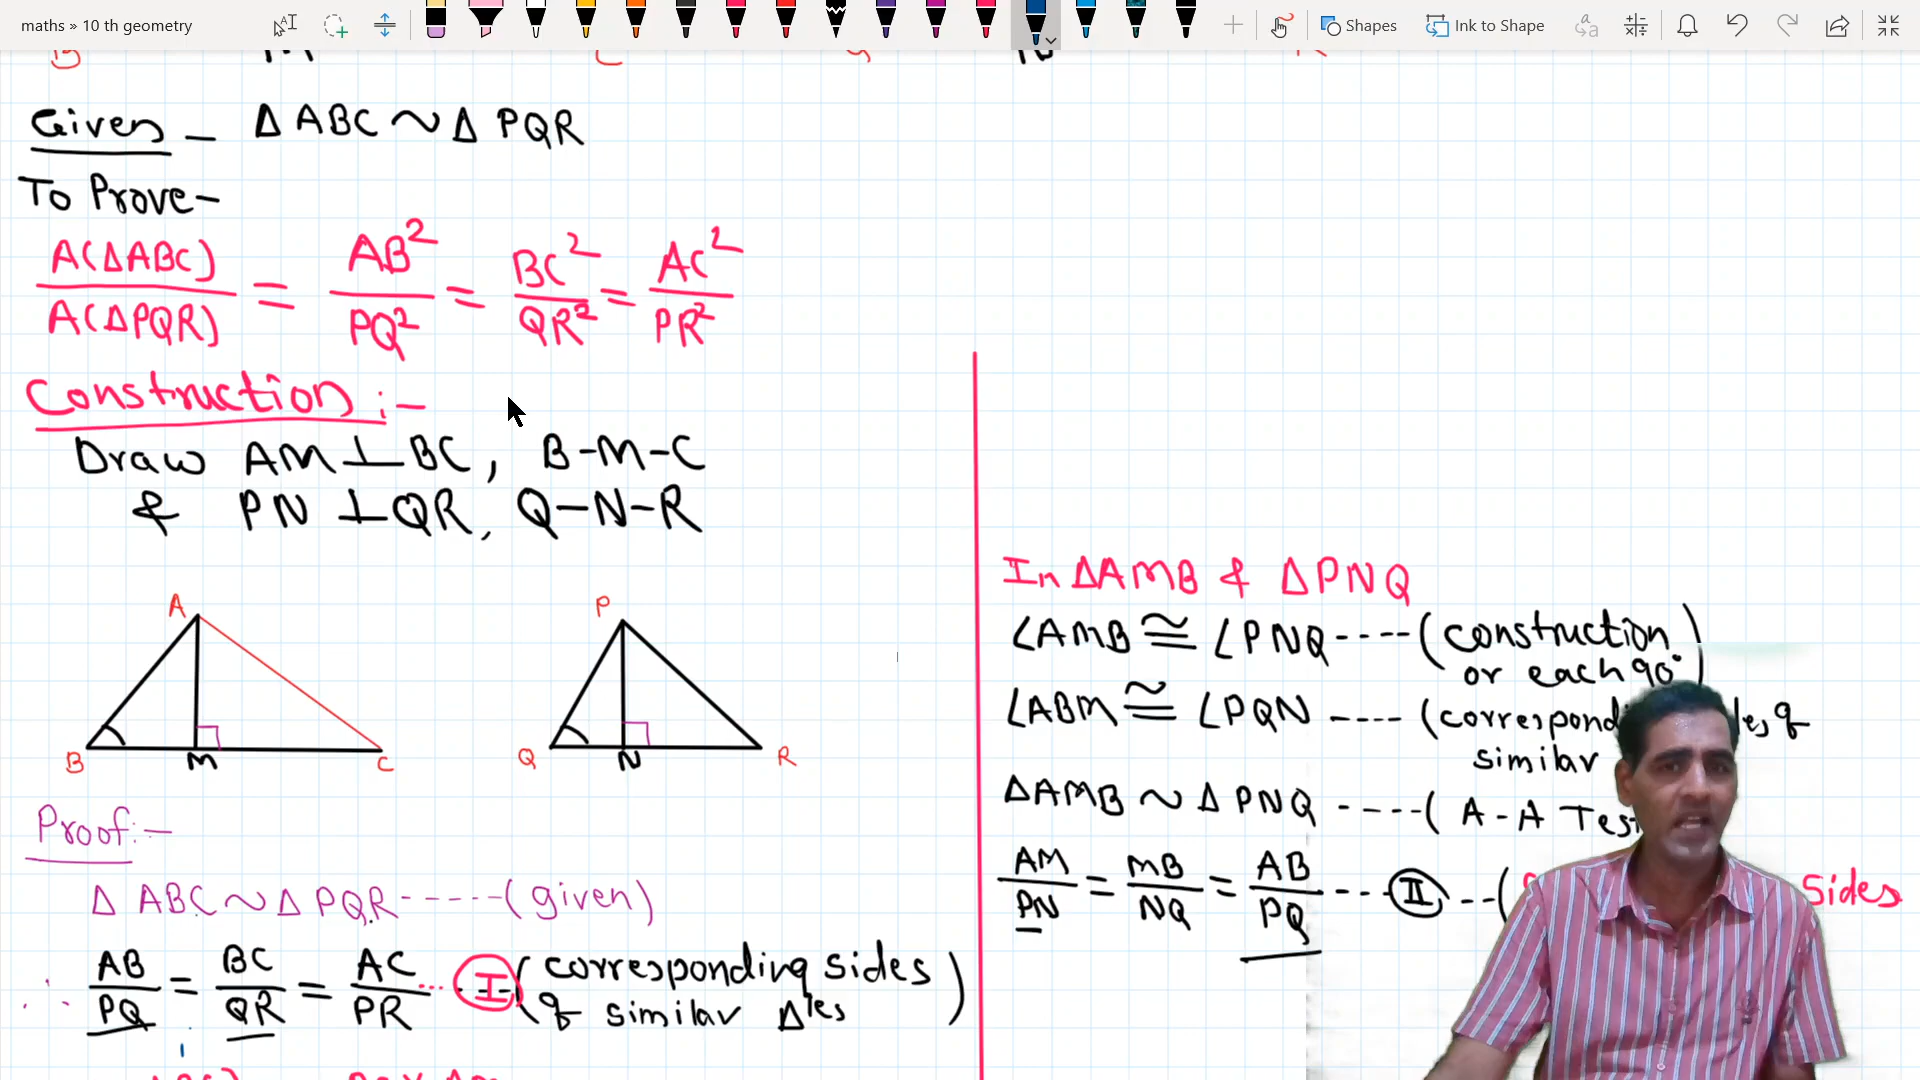 maths » 10 th geometry
Shapes
Ink to Shape
Given - Δ ABC ~ Δ PQR
To Prove-
A(ΔABC)/A(ΔPQR) = AB²/PQ² = BC²/QR² = AC²/PR²
Construction :-
Draw AM⊥BC, B-M-C
& PN ⊥QR, Q-N-R
A
B
M
C
P
Q
N
R
Proof:-
Δ ABC ~ Δ PQR-----(given)
∴ AB/PQ = BC/QR = AC/PR ... I (corresponding sides
of similar Δles)
In ΔAMB & ΔPNQ
∠AMB ≅ ∠PNQ----(construction
or each 90°)
∠ABM ≅ ∠PQN ----(
of
similar
ΔAMB ~ Δ PNQ ----( A-A
AM/PN = MB/NQ = AB/PQ --- II --(
Sides